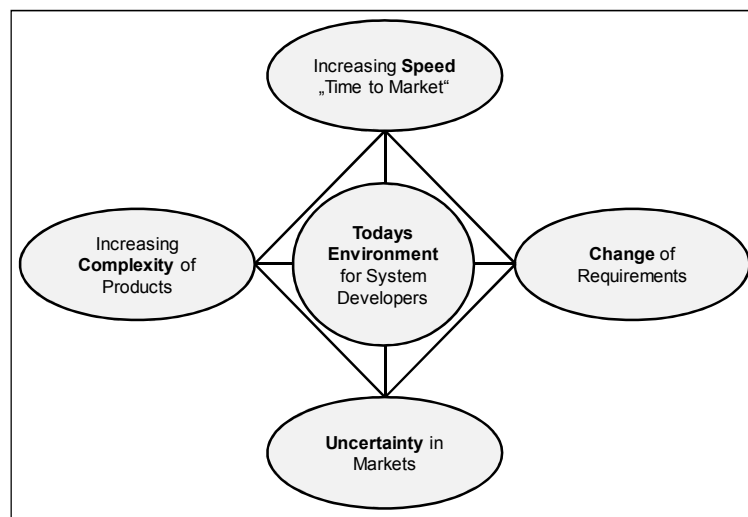 Increasing Speed
„Time to Market“
Increasing
Complexity of
Products
Todays
Environment
for System
Developers
Change of
Requirements
Uncertainty in
Markets